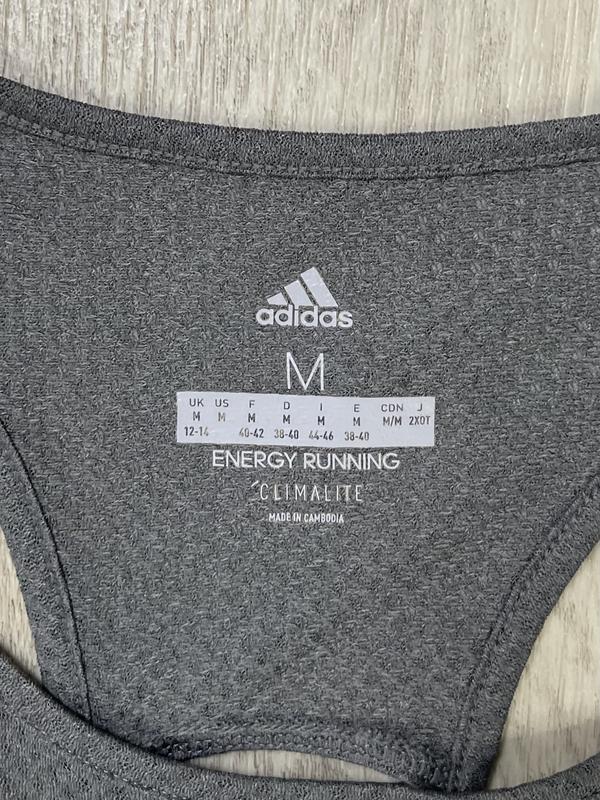 adidas
M
UK US F D I E CDN J
M M M M M M M/M 2XOT
12-14 40-42 38-40 44-46 38-40
ENERGY RUNNING
CLIMALITE
MADE IN CAMBODIA